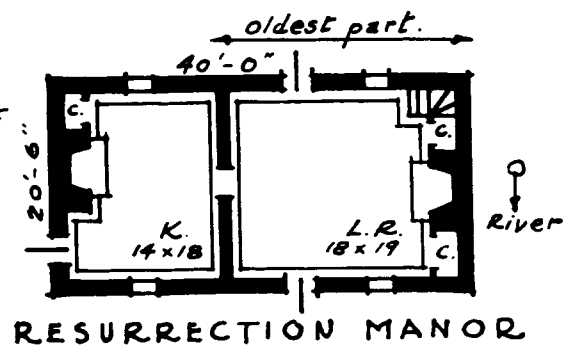 oldest part.
40'-0"
20'-6"
C.
C.
K.
14 x 18
L.R.
18 x 19
C.
River
RESURRECTION MANOR